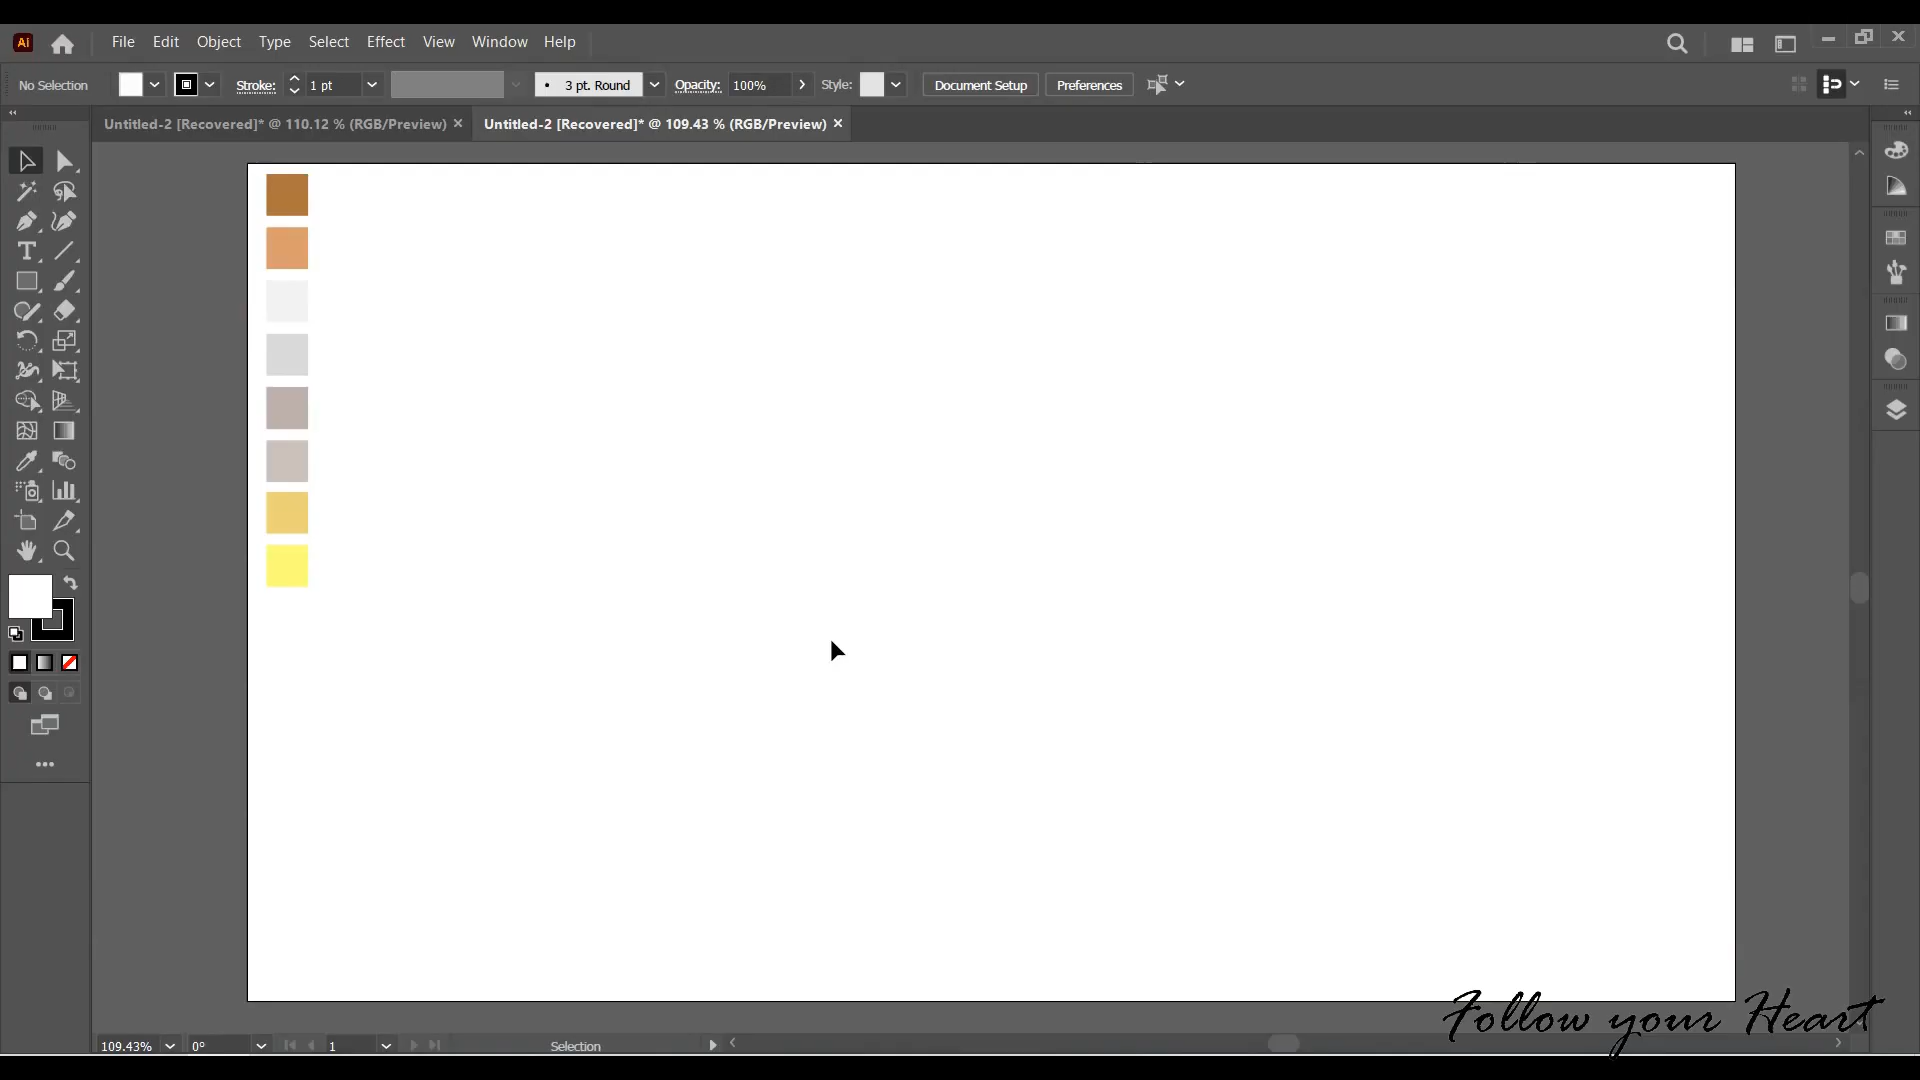 Ai File Edit Object Type Select Effect View Window Help
No Selection Stroke: 1 pt 3 pt. Round Opacity: 100% Style: Document Setup Preferences
Untitled-2 [Recovered]* @ 110.12 % (RGB/Preview) Untitled-2 [Recovered]* @ 109.43 % (RGB/Preview)
Follow your Heart
109.43% 0° 1 Selection